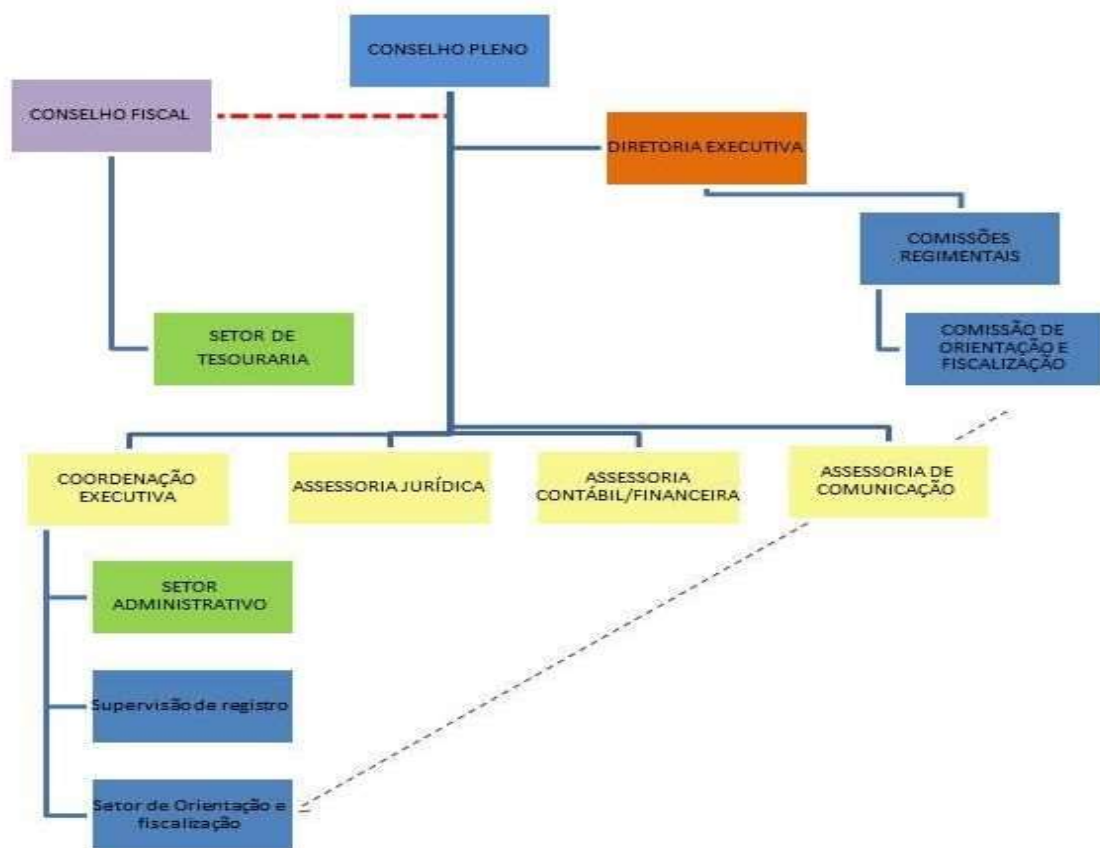 CONSELHO PLENO
CONSELHO FISCAL
DIRETORIA EXECUTIVA
COMISSÕES
REGIMENTAIS
SETOR DE
TESOURARIA
COMISSÃO DE
ORIENTAÇÃO E
FISCALIZAÇÃO
COORDENAÇÃO
EXECUTIVA
ASSESSORIA JURÍDICA
ASSESSORIA
CONTÁBIL/FINANCEIRA
ASSESSORIA DE
COMUNICAÇÃO
SETOR
ADMINISTRATIVO
Supervisão de registro
Setor de Orientação e
fiscalização